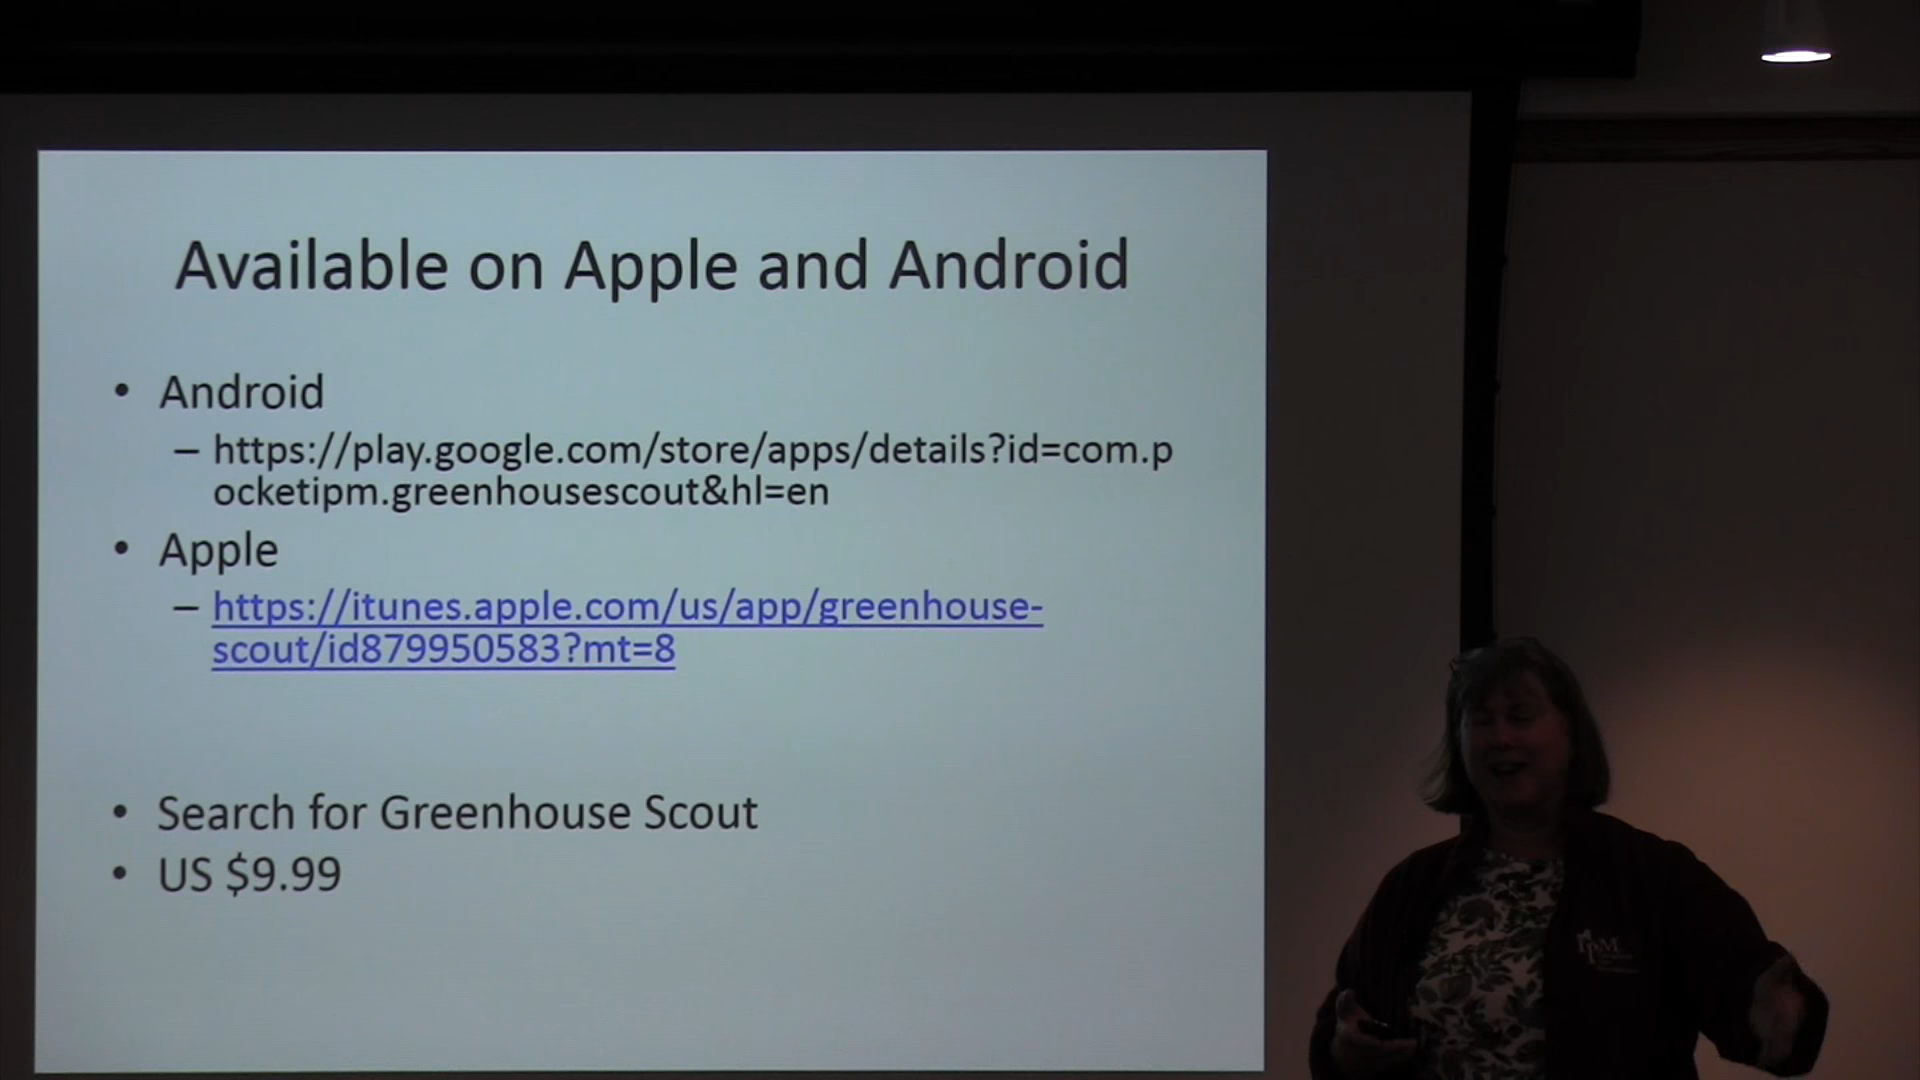 Available on Apple and Android
• Android
– https://play.google.com/store/apps/details?id=com.p
ocketipm.greenhousescout&hl=en
• Apple
– https://itunes.apple.com/us/app/greenhouse-
scout/id879950583?mt=8
• Search for Greenhouse Scout
• US $9.99
IPM